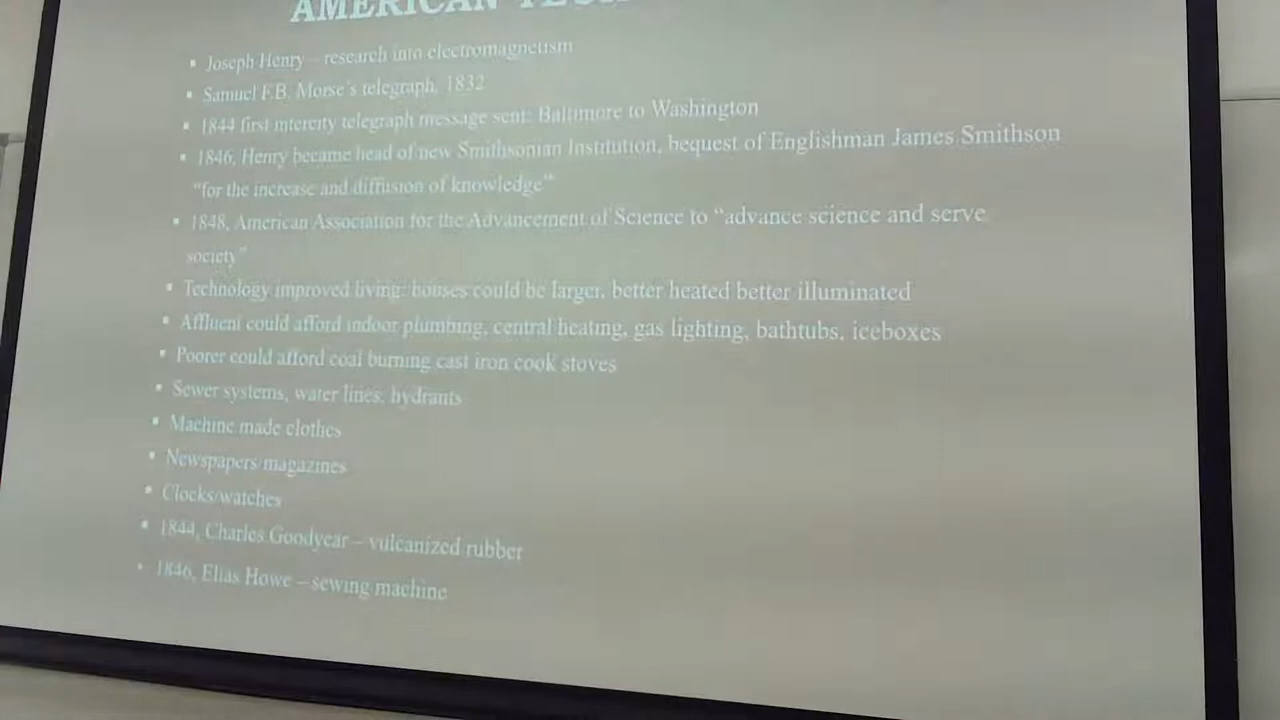 AMERICAN
▪ Joseph Henry – research into electromagnetism
▪ Samuel F.B. Morse's telegraph, 1832
▪ 1844 first intercity telegraph message sent: Baltimore to Washington
▪ 1846, Henry became head of new Smithsonian Institution, bequest of Englishman James Smithson
"for the increase and diffusion of knowledge"
▪ 1848, American Association for the Advancement of Science to "advance science and serve
society"
▪ Technology improved living: houses could be larger, better heated better illuminated
▪ Affluent could afford indoor plumbing, central heating, gas lighting, bathtubs, iceboxes
▪ Poorer could afford coal burning cast iron cook stoves
▪ Sewer systems, water lines, hydrants
▪ Machine made clothes
▪ Newspapers/magazines
▪ Clocks/watches
▪ 1844, Charles Goodyear – vulcanized rubber
▪ 1846, Elias Howe – sewing machine